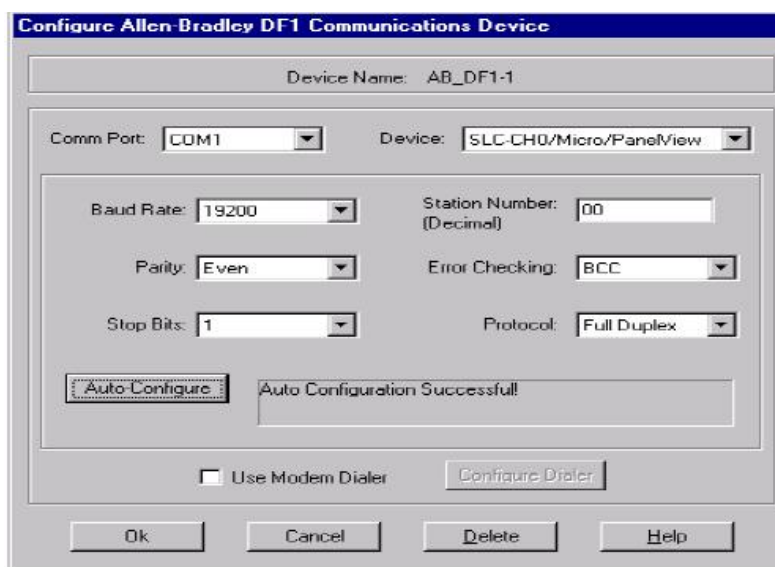 Configure Allen-Bradley DF1 Communications Device
Device Name: AB_DF1-1
Comm Port: COM1 Device: SLC-CH0/Micro/PanelView
Baud Rate: 19200 Station Number: 00
(Decimal)
Parity: Even Error Checking: BCC
Stop Bits: 1 Protocol: Full Duplex
Auto-Configure Auto Configuration Successful!
Use Modem Dialer Configure Dialer
Ok Cancel Delete Help